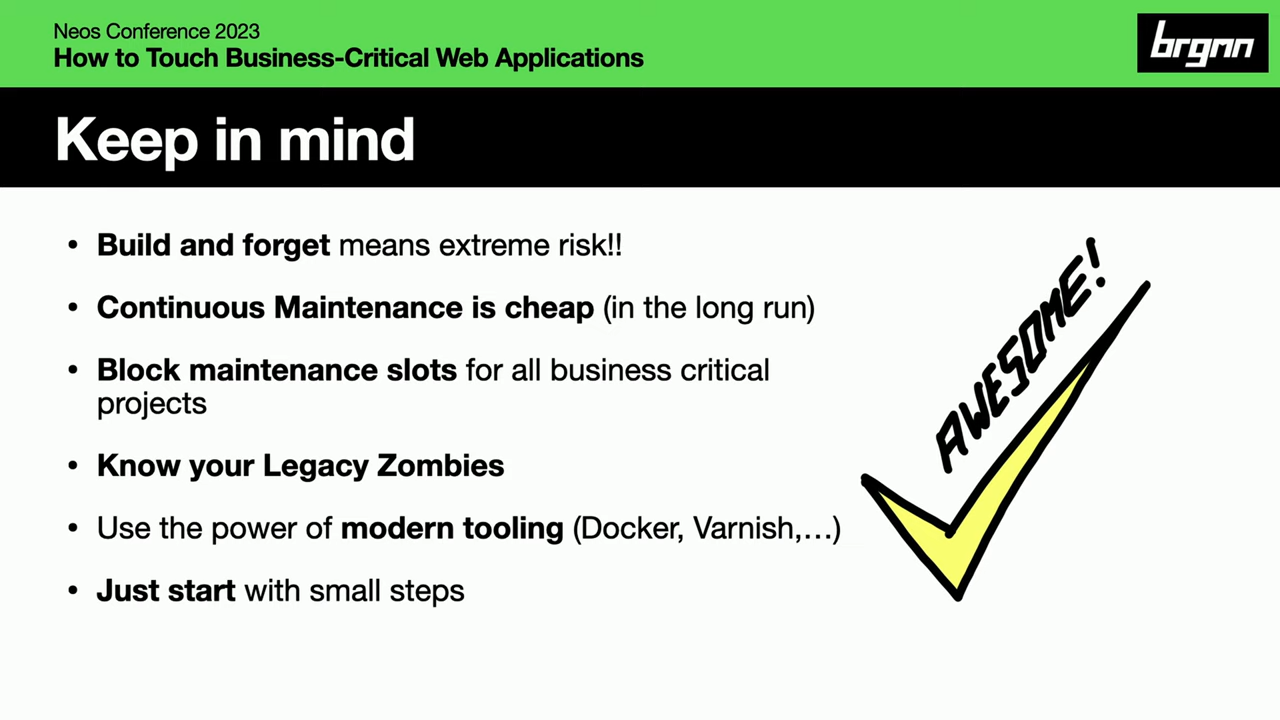 Neos Conference 2023
How to Touch Business-Critical Web Applications
brgnn
Keep in mind
• Build and forget means extreme risk!!
• Continuous Maintenance is cheap (in the long run)
• Block maintenance slots for all business critical
projects
• Know your Legacy Zombies
• Use the power of modern tooling (Docker, Varnish,…)
• Just start with small steps
AWESOME!